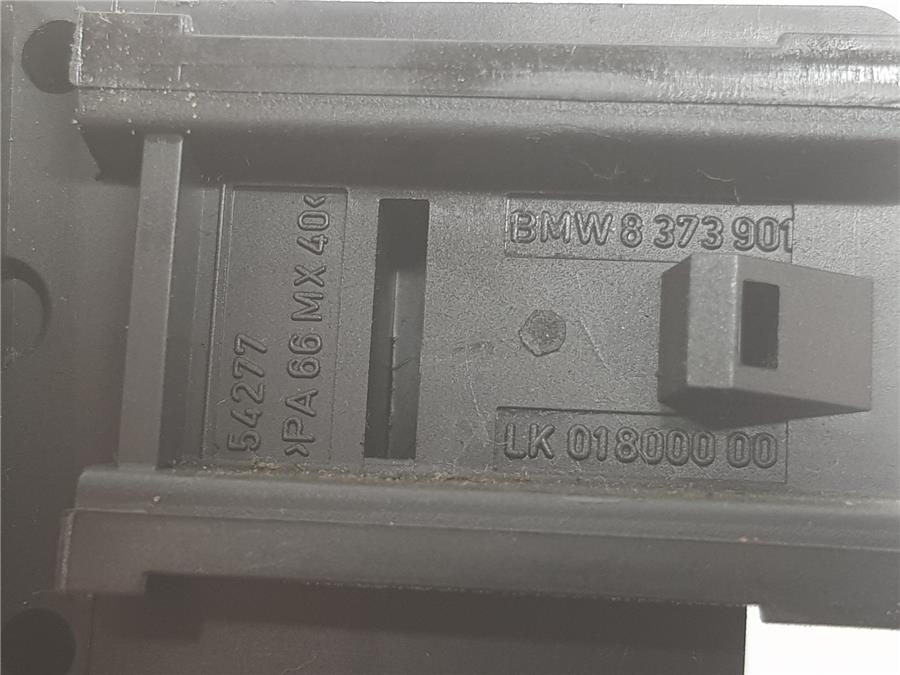 54277
>PA 66 MX 40<
BMW 8 373 901
LK 018000 00